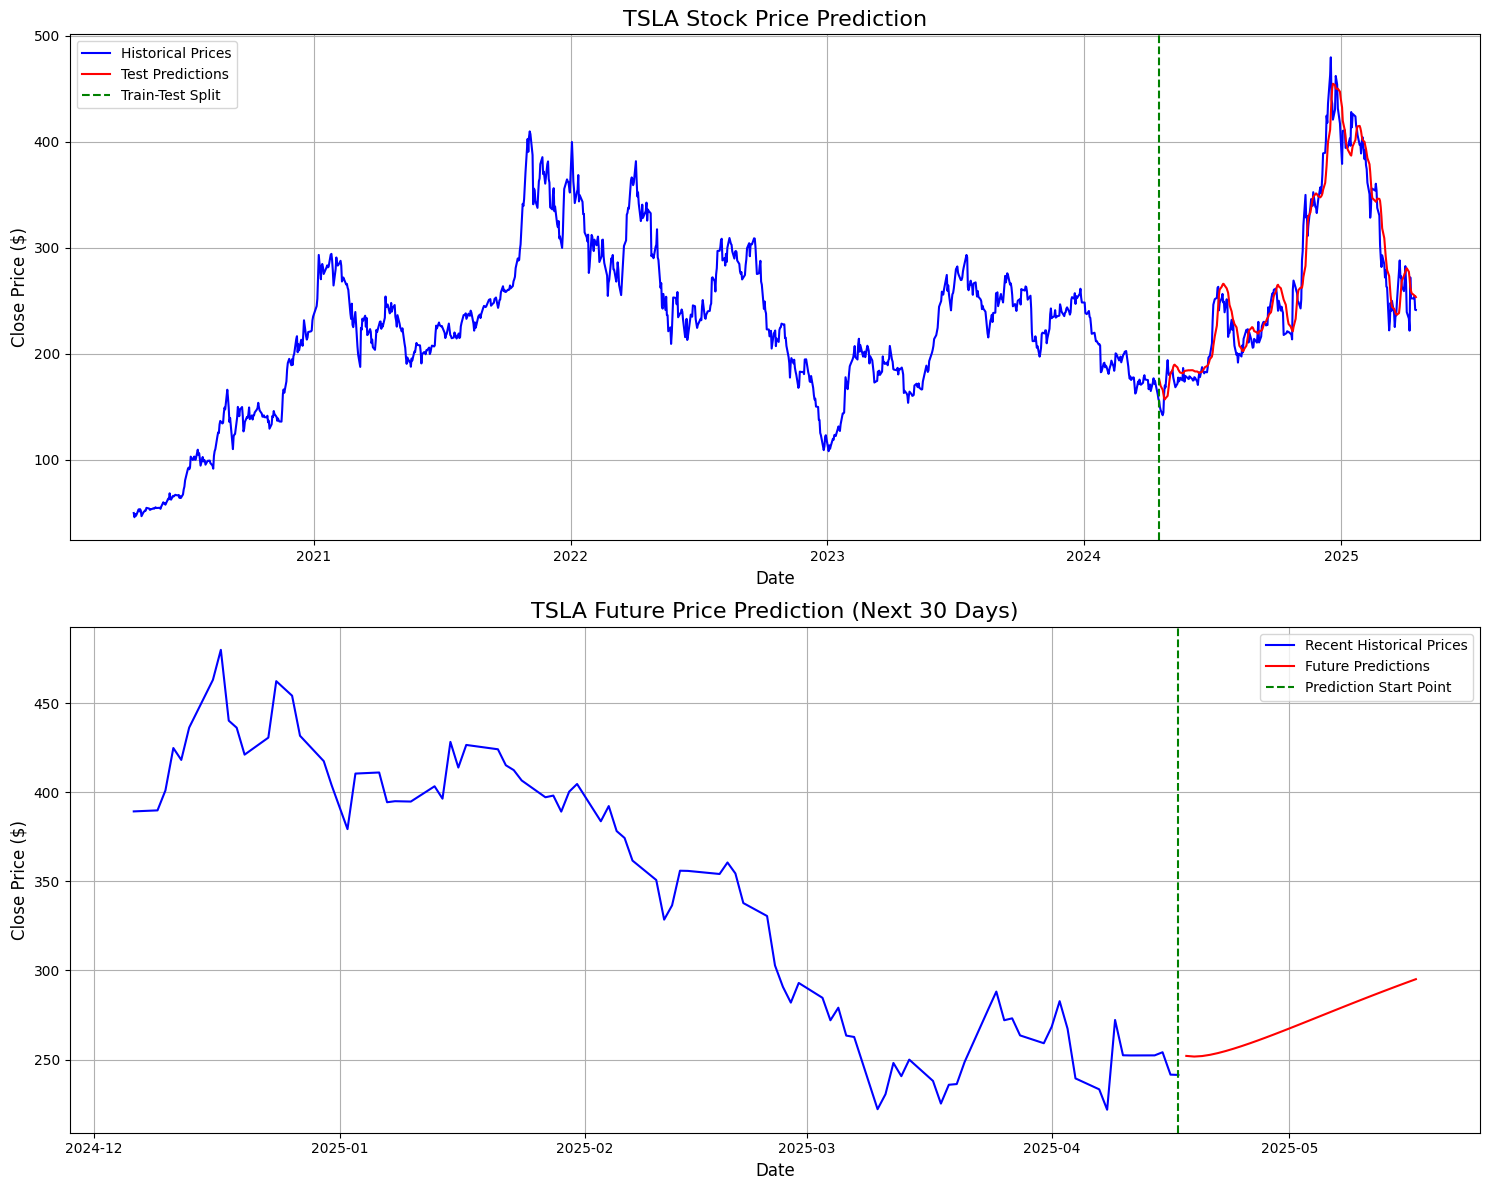 TSLA Stock Price Prediction
Historical Prices
Test Predictions
Train-Test Split
Close Price ($)
500
400
300
200
100
2021
2022
2023
2024
2025
Date
TSLA Future Price Prediction (Next 30 Days)
Recent Historical Prices
Future Predictions
Prediction Start Point
Close Price ($)
450
400
350
300
250
2024-12
2025-01
2025-02
2025-03
2025-04
2025-05
Date